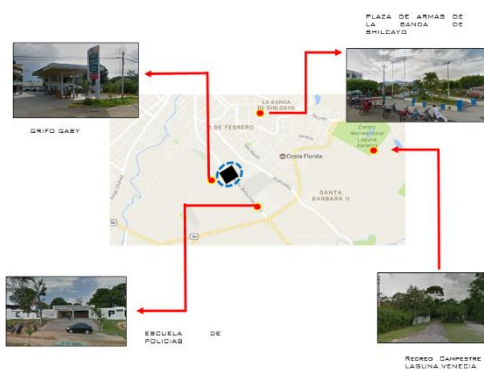 PLAZA DE ARMAS DE
LA BANDA DE
SHILCAYO
GRIFO GABY
LA BANDA
DE SHILCAYO
2 DE FEBRERO
Costa Florida
Centro
Recreacional
Laguna
Venecia
SANTA
BARBARA II
ESCUELA DE
POLICIAS
RECREO CAMPESTRE
LAGUNA VENECIA